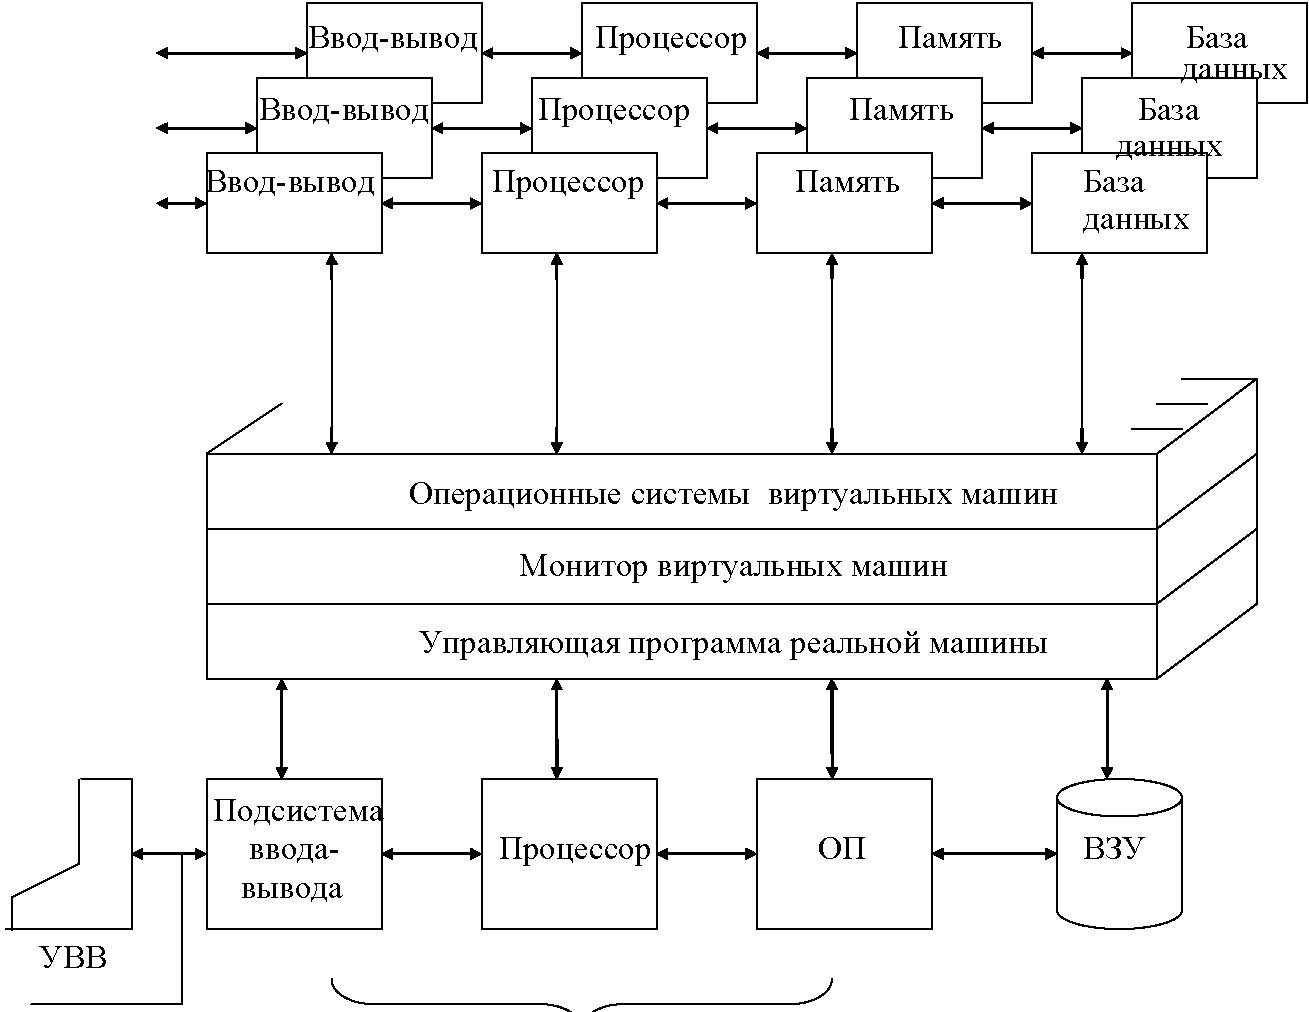 Ввод-вывод Процессор Память База
данных
Ввод-вывод Процессор Память База
данных
Ввод-вывод Процессор Память База
данных
Операционные системы виртуальных машин
Монитор виртуальных машин
Управляющая программа реальной машины
Подсистема
ввода-
вывода
Процессор
ОП
ВЗУ
УВВ